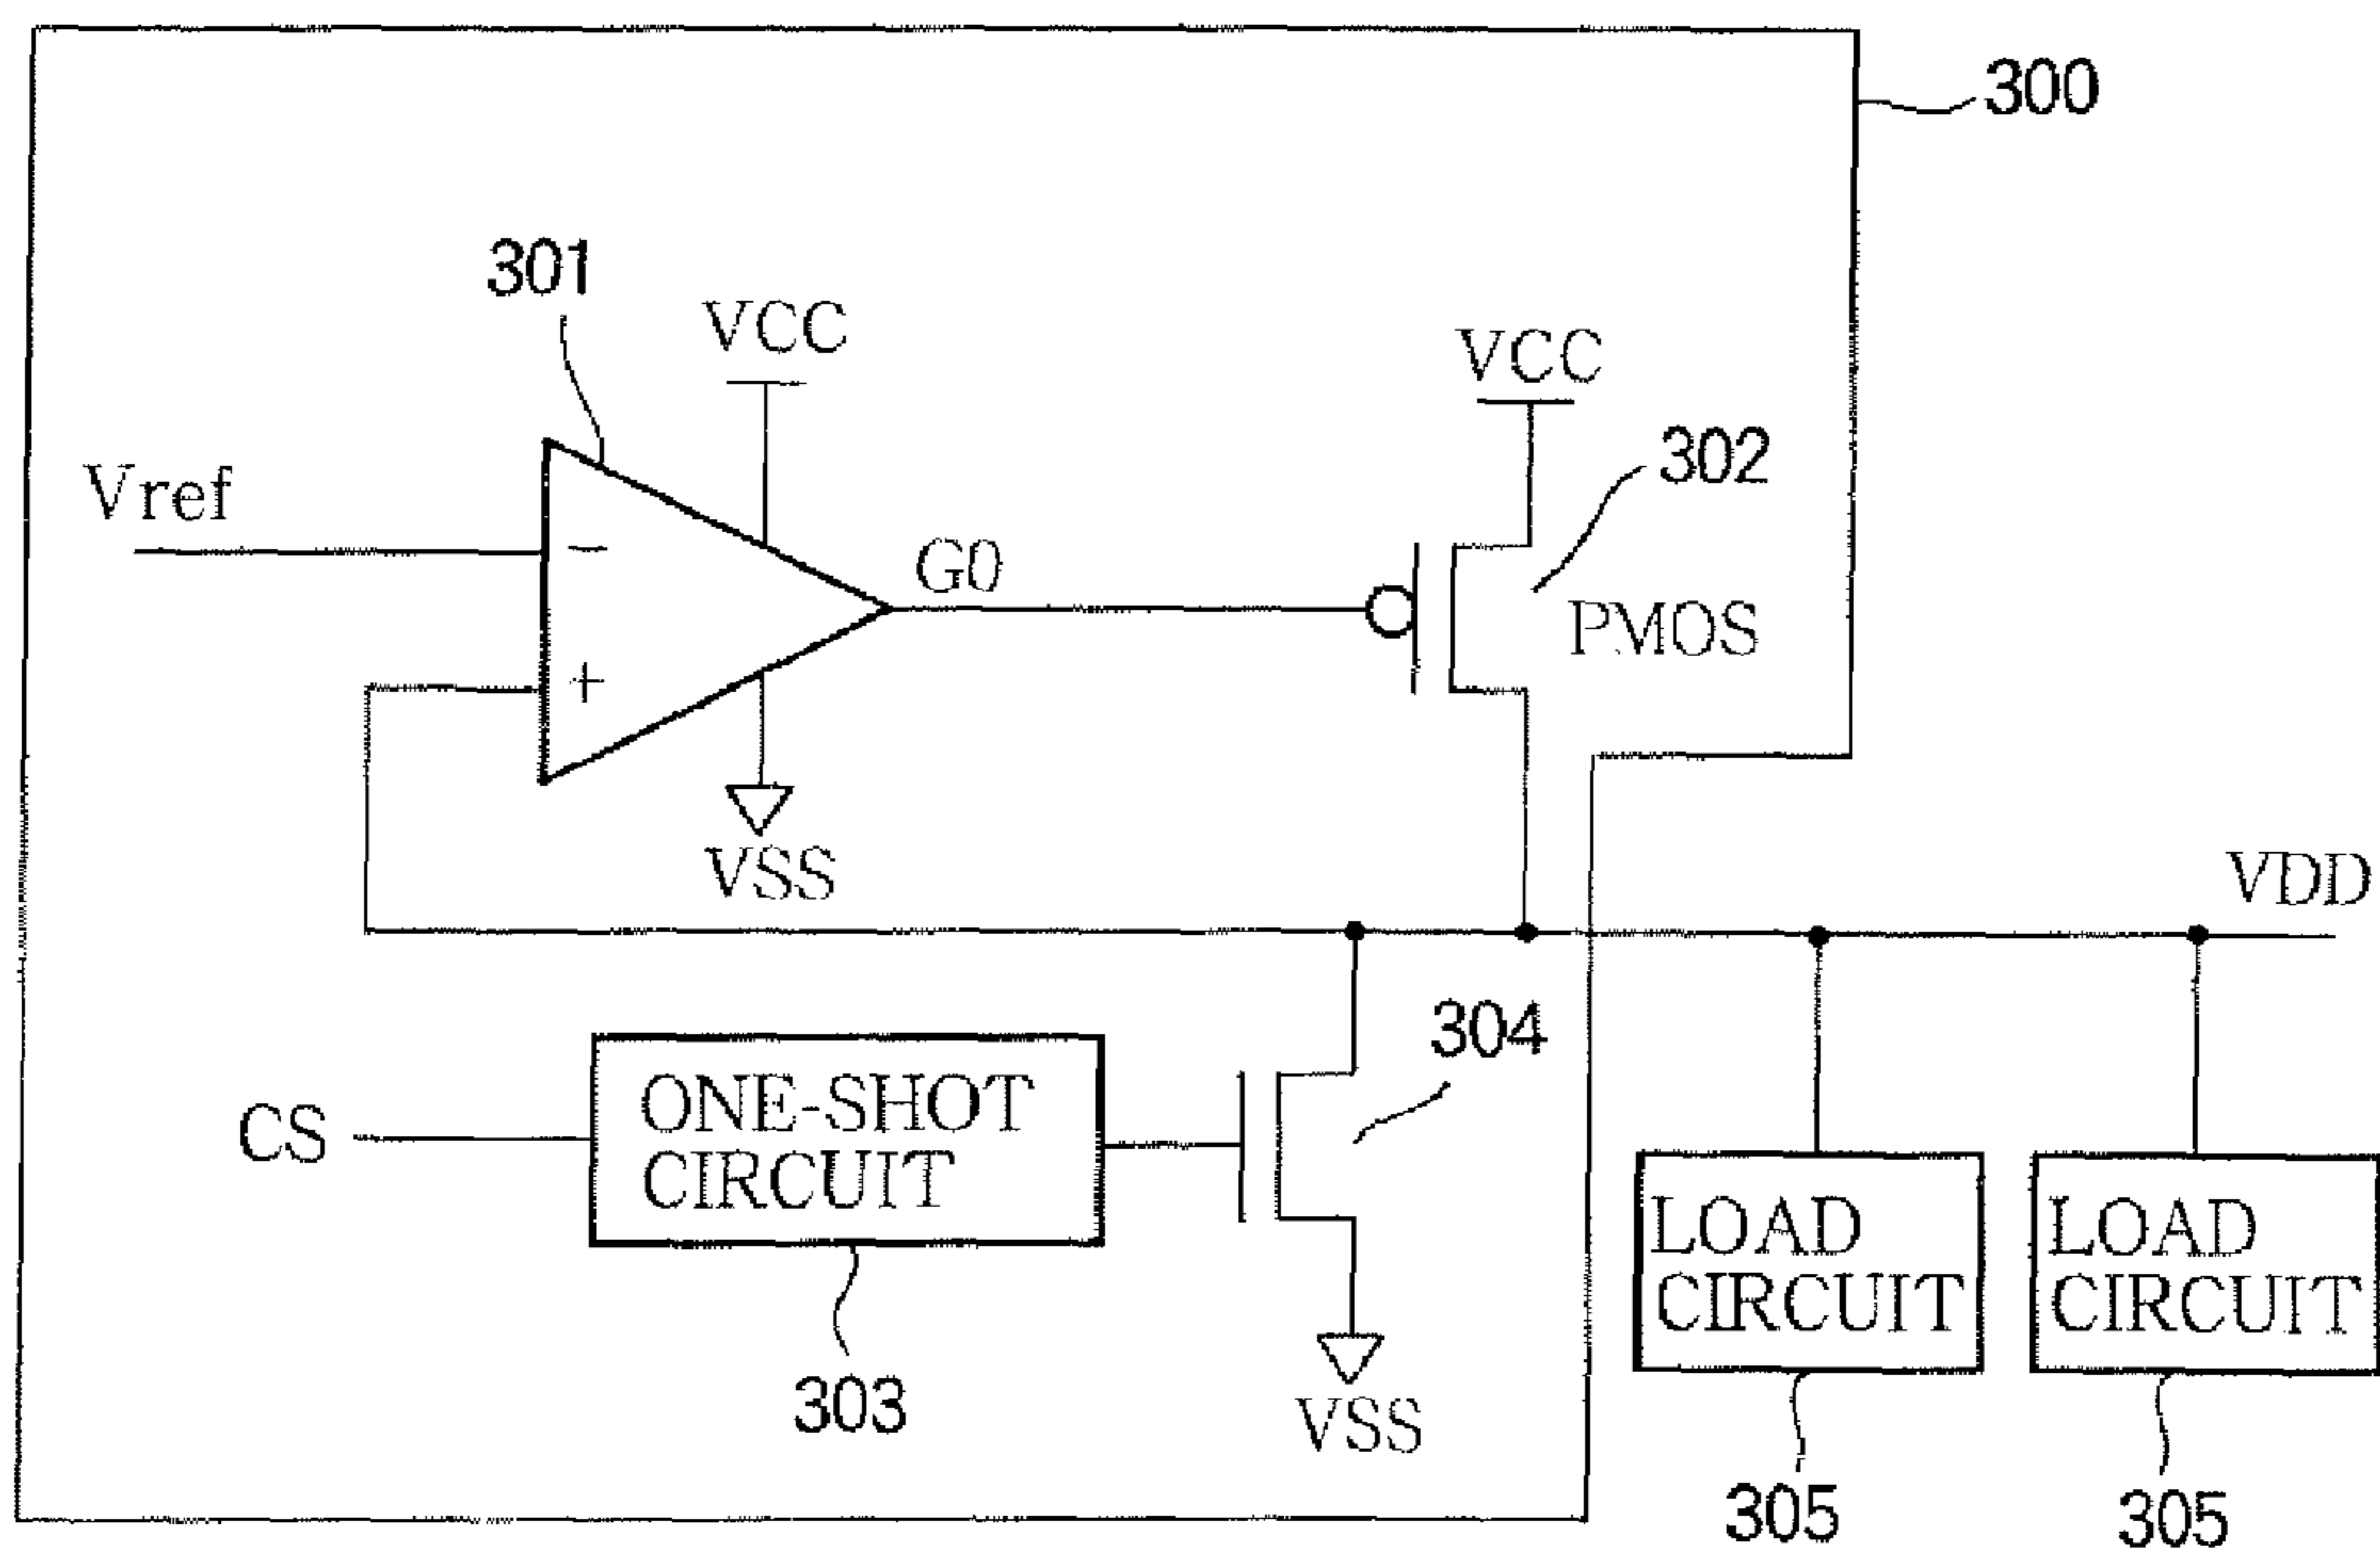 300
301
VCC
VCC
302
Vref
−
G0
PMOS
+
VSS
VDD
304
ONE-SHOT
CIRCUIT
CS
LOAD
CIRCUIT
LOAD
CIRCUIT
303
VSS
305
305